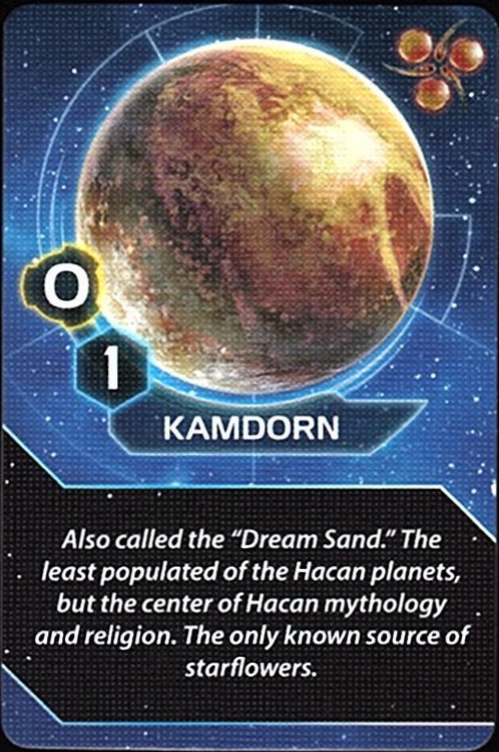 0
1
KAMDORN
Also called the “Dream Sand.” The
least populated of the Hacan planets,
but the center of Hacan mythology
and religion. The only known source of
starflowers.